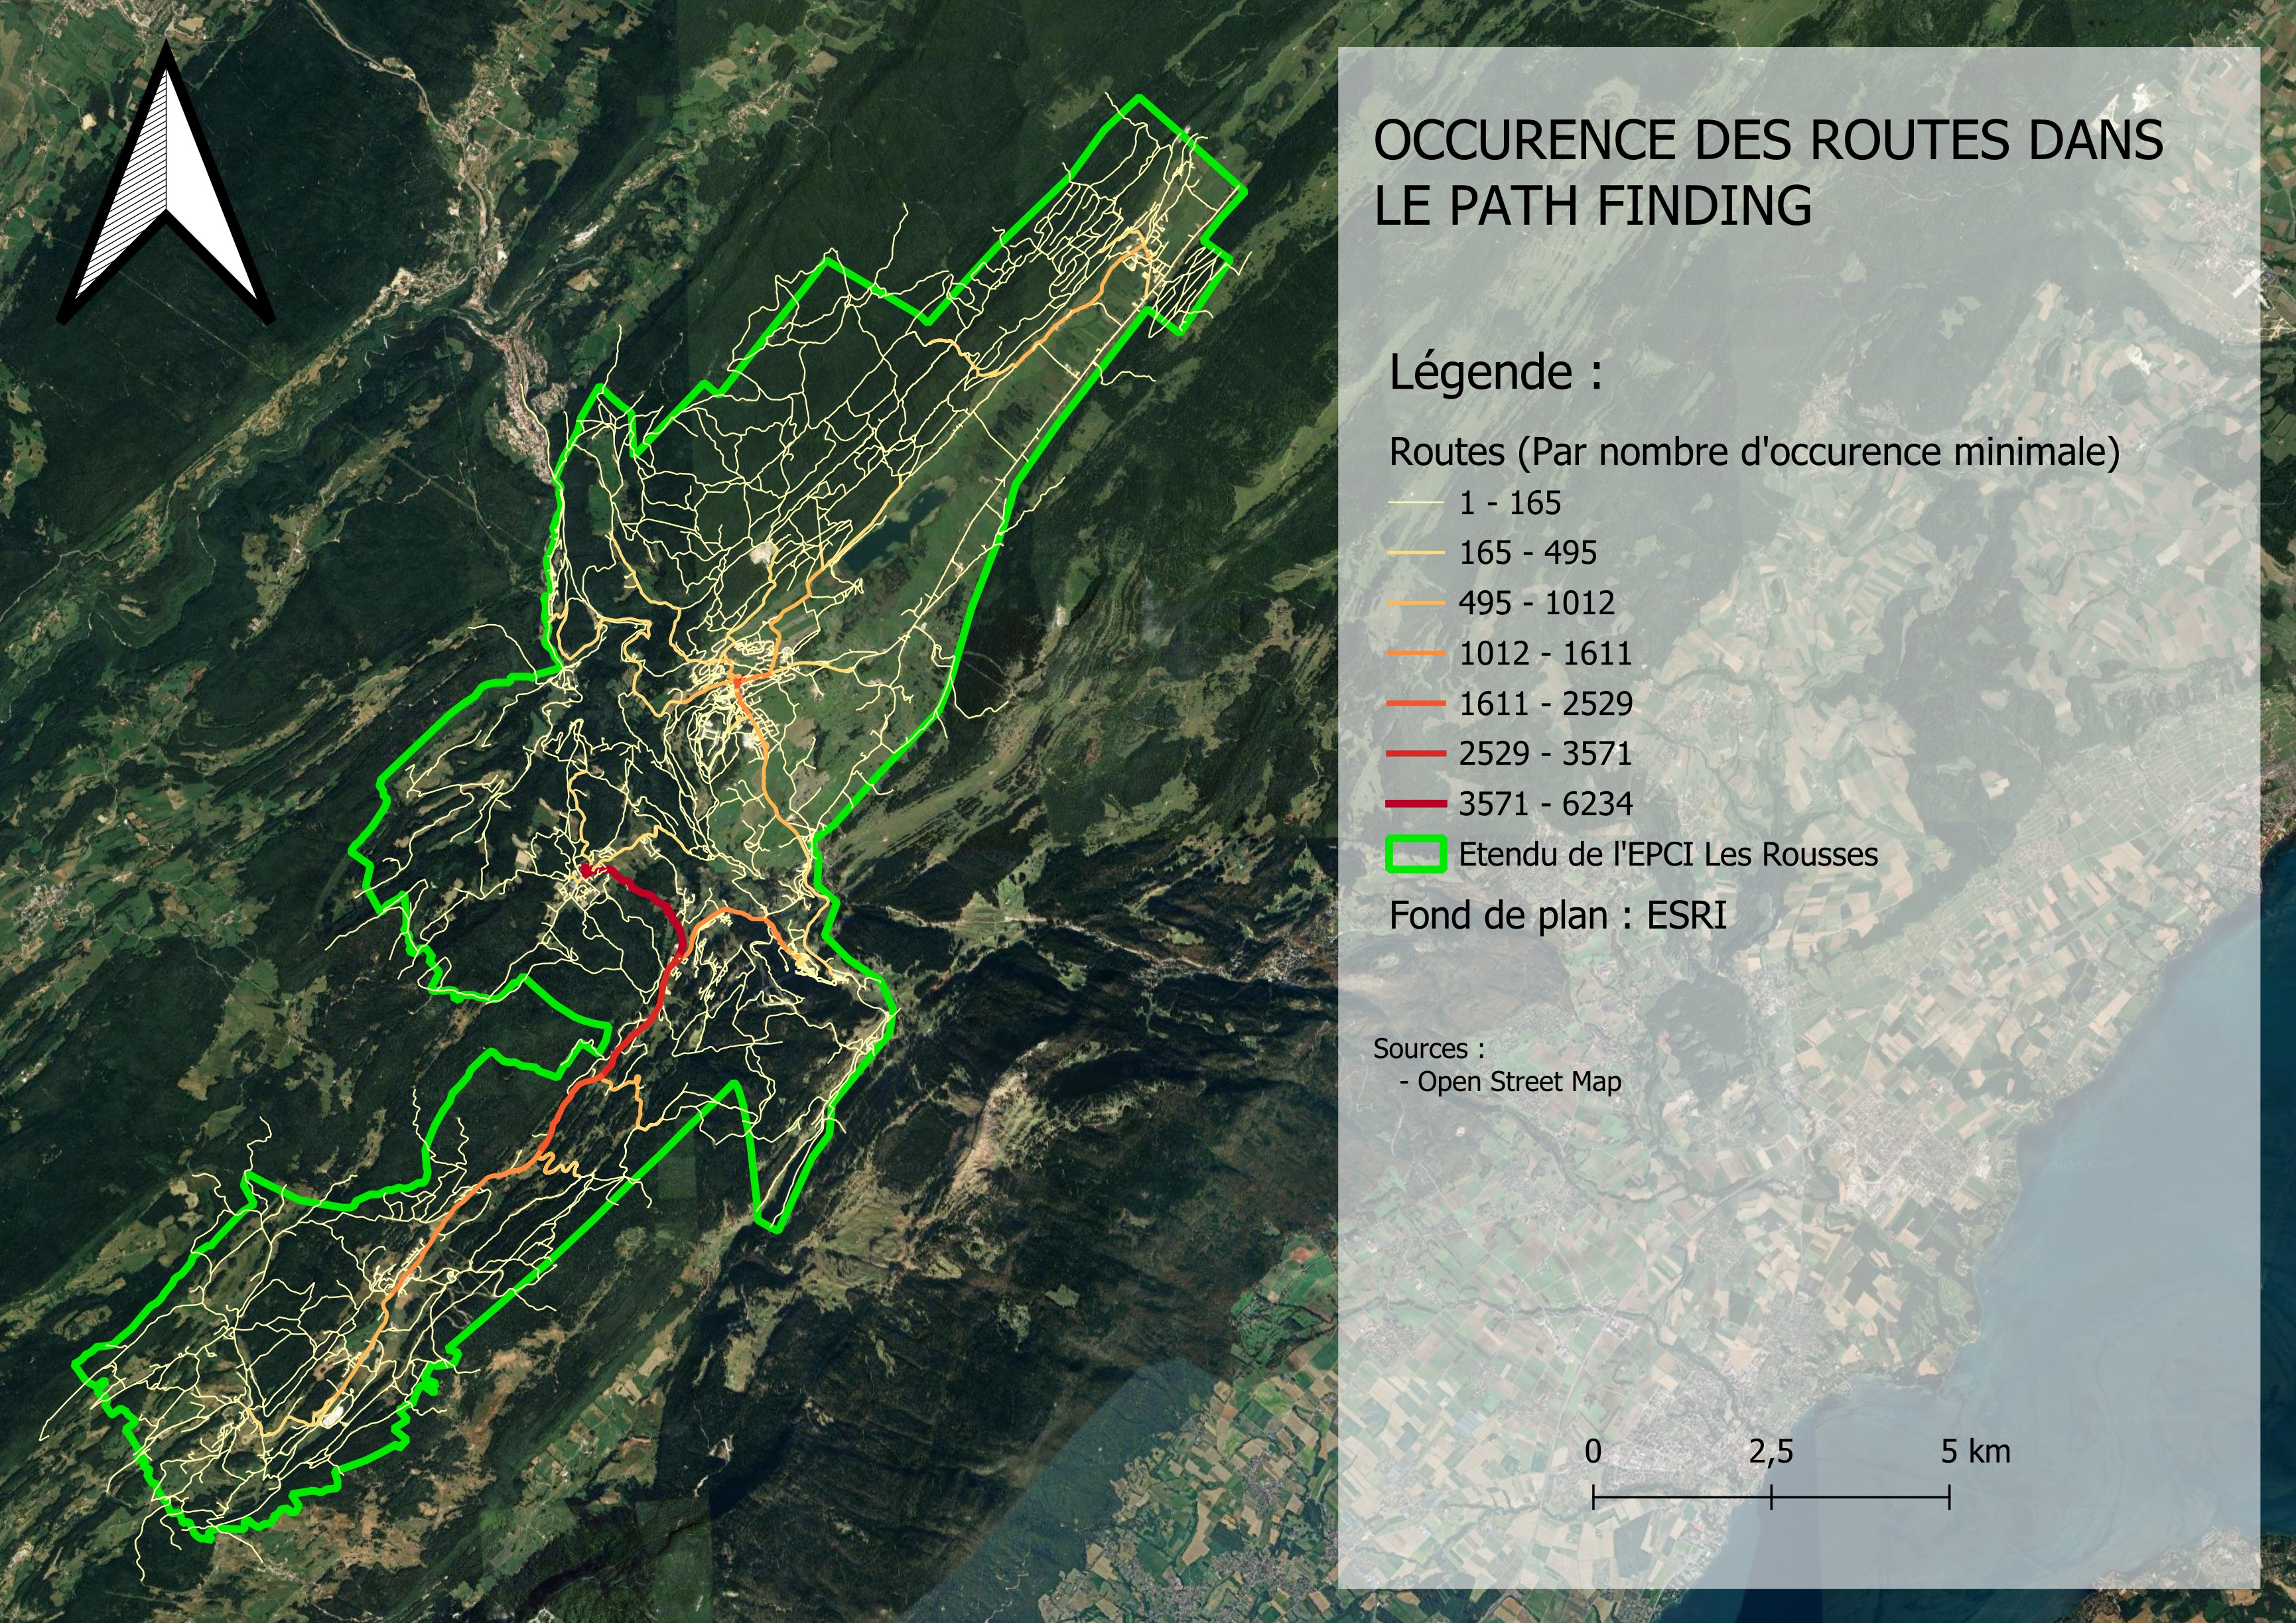 OCCURENCE DES ROUTES DANS
LE PATH FINDING
Légende :
Routes (Par nombre d'occurence minimale)
1 - 165
165 - 495
495 - 1012
1012 - 1611
1611 - 2529
2529 - 3571
3571 - 6234
Etendu de l'EPCI Les Rousses
Fond de plan : ESRI
Sources :
- Open Street Map
0 2,5 5 km